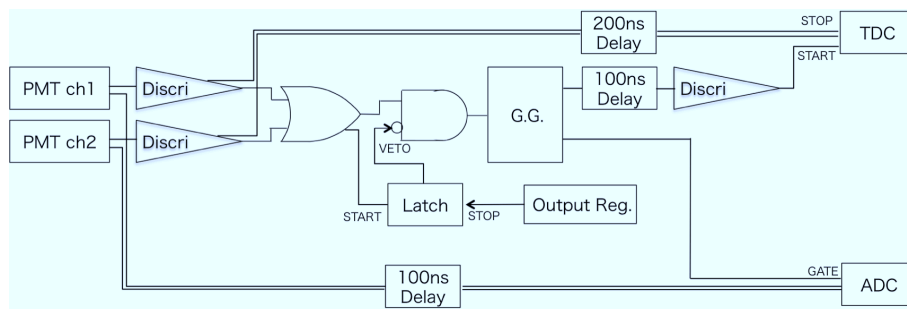 200ns
Delay
STOP
TDC
START
PMT ch1
Discri
100ns
Delay
Discri
G.G.
PMT ch2
Discri
VETO
Latch
START
STOP
Output Reg.
100ns
Delay
GATE
ADC